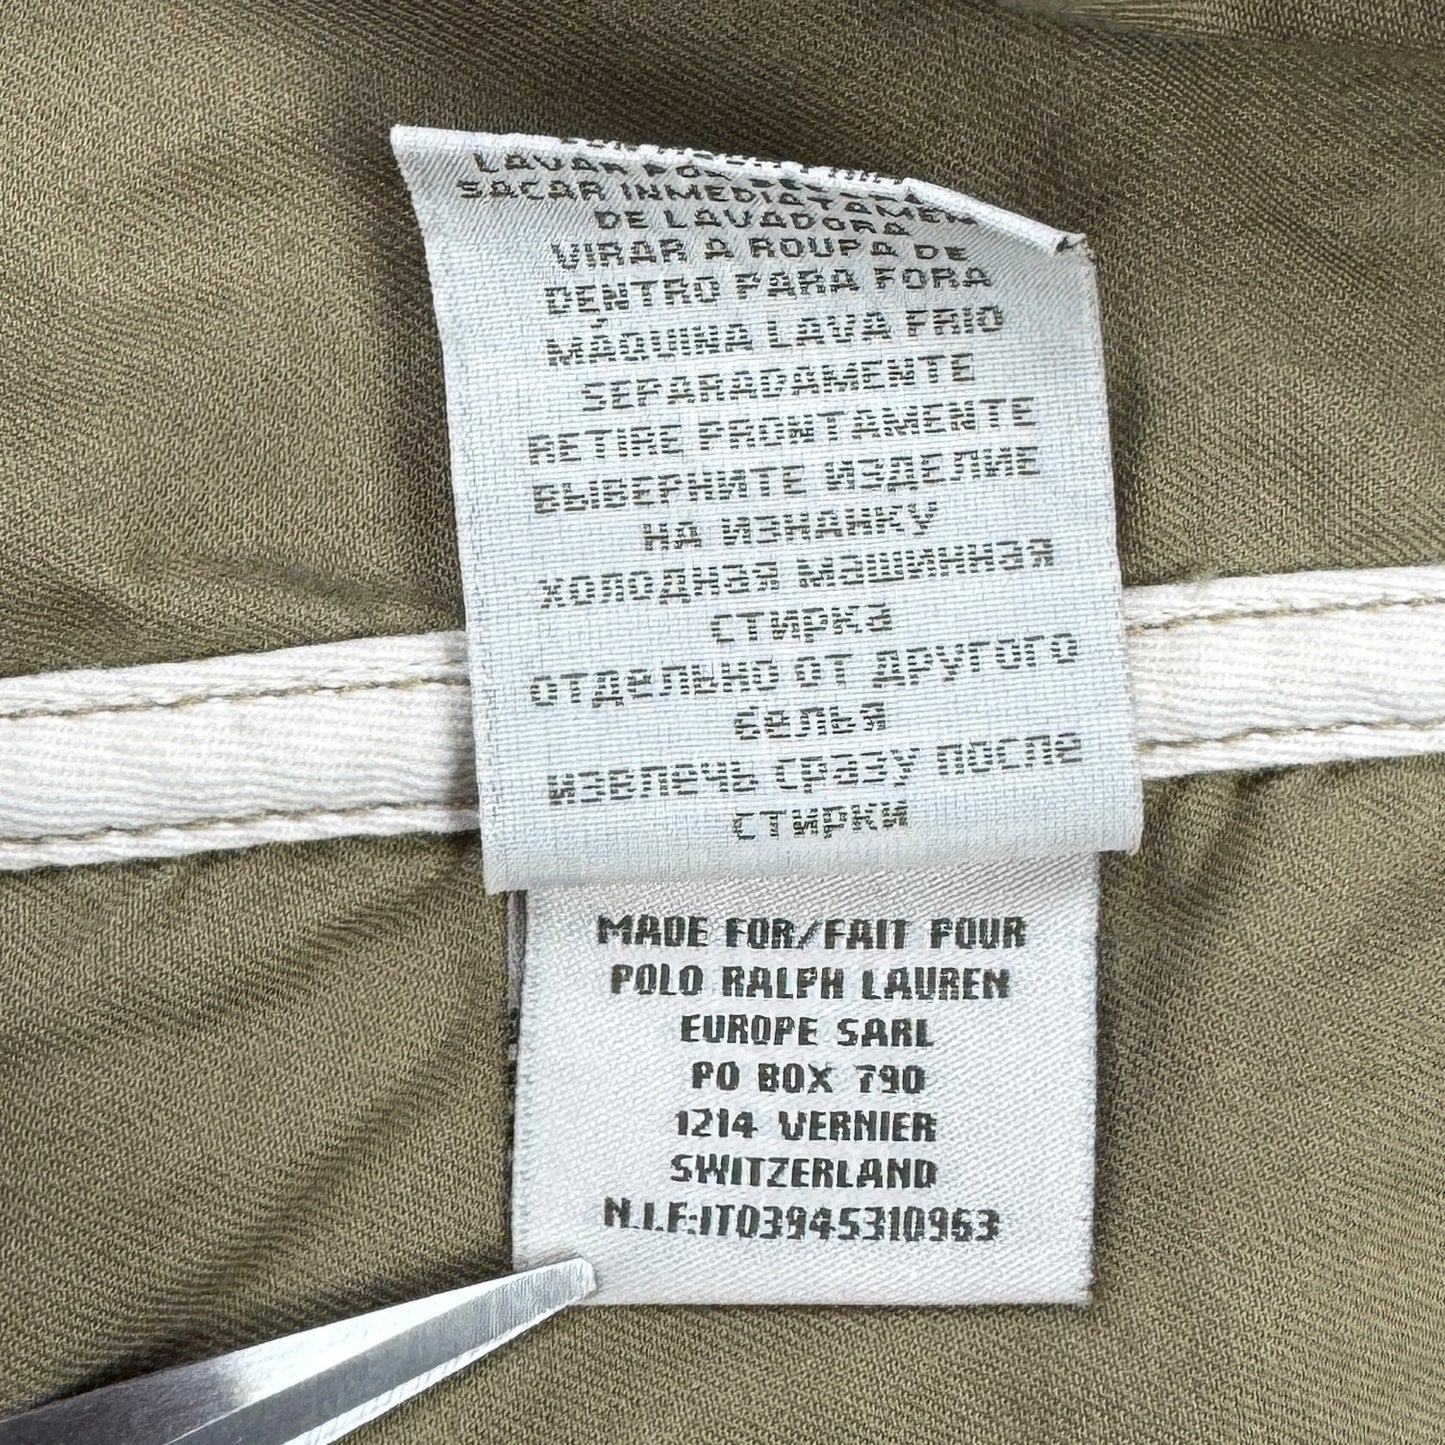 LAVAR POR
SACAR INMEDIATAMEN
DE LAVADORA
VIRAR A ROUPA DE
DENTRO PARA FORA
MÁQUINA LAVA FRIO
SEPARADAMENTE
RETIRE PRONTAMENTE
ВЫВЕРНИТЕ ИЗДЕЛИЕ
НА ИЗНАНКУ
ХОЛОДНАЯ МАШИННАЯ
СТИРКА
ОТДЕЛЬНО ОТ ДРУГОГО
БЕЛЬЯ
ИЗВЛЕЧЬ СРАЗУ ПОСЛЕ
СТИРКИ
MADE FOR/FAIT POUR
POLO RALPH LAUREN
EUROPE SARL
PO BOX 790
1214 VERNIER
SWITZERLAND
N.I.F:IT03945310963